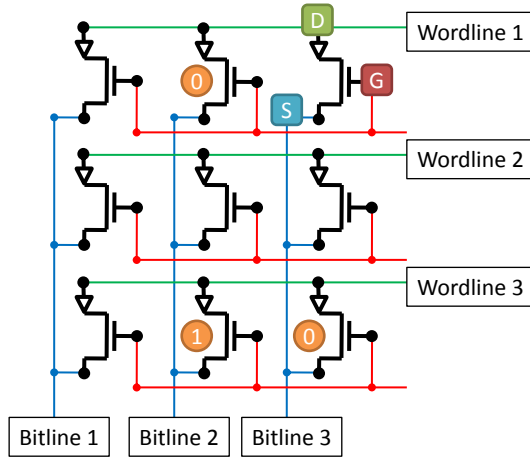 D
Wordline 1
0
G
S
Wordline 2
Wordline 3
1 0
Bitline 1 Bitline 2 Bitline 3